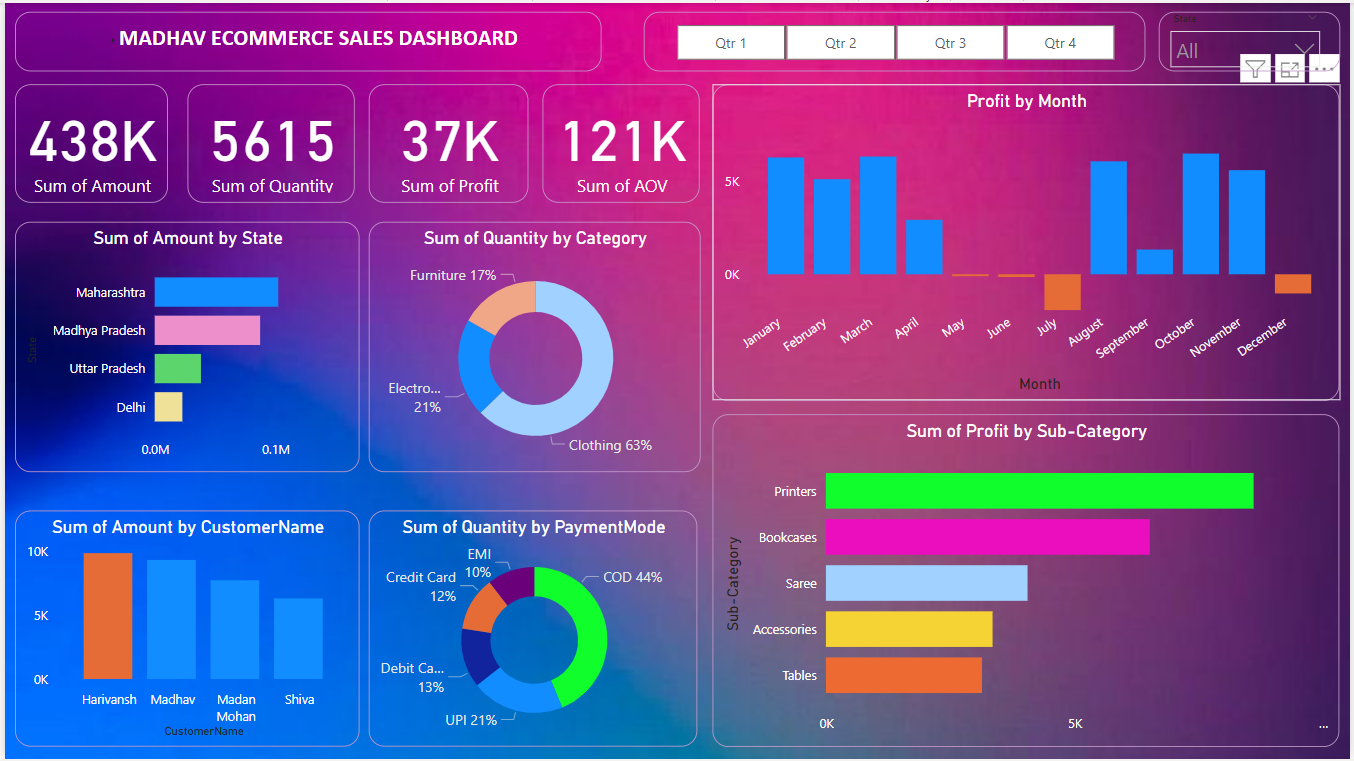 MADHAV ECOMMERCE SALES DASHBOARD
Qtr 1
Qtr 2
Qtr 3
Qtr 4
State
All
438K
Sum of Amount
5615
Sum of Quantity
37K
Sum of Profit
121K
Sum of AOV
Profit by Month
5K
0K
January
February
March
April
May
June
July
August
September
October
November
December
Month
Sum of Amount by State
State
Maharashtra
Madhya Pradesh
Uttar Pradesh
Delhi
0.0M
0.1M
Sum of Quantity by Category
Furniture 17%
Electro...
21%
Clothing 63%
Sum of Profit by Sub-Category
Sub-Category
Printers
Bookcases
Saree
Accessories
Tables
0K
5K
...
Sum of Amount by CustomerName
10K
5K
0K
Harivansh
Madhav
Madan
Mohan
Shiva
CustomerName
Sum of Quantity by PaymentMode
EMI
10%
COD 44%
Credit Card
12%
Debit Ca...
13%
UPI 21%